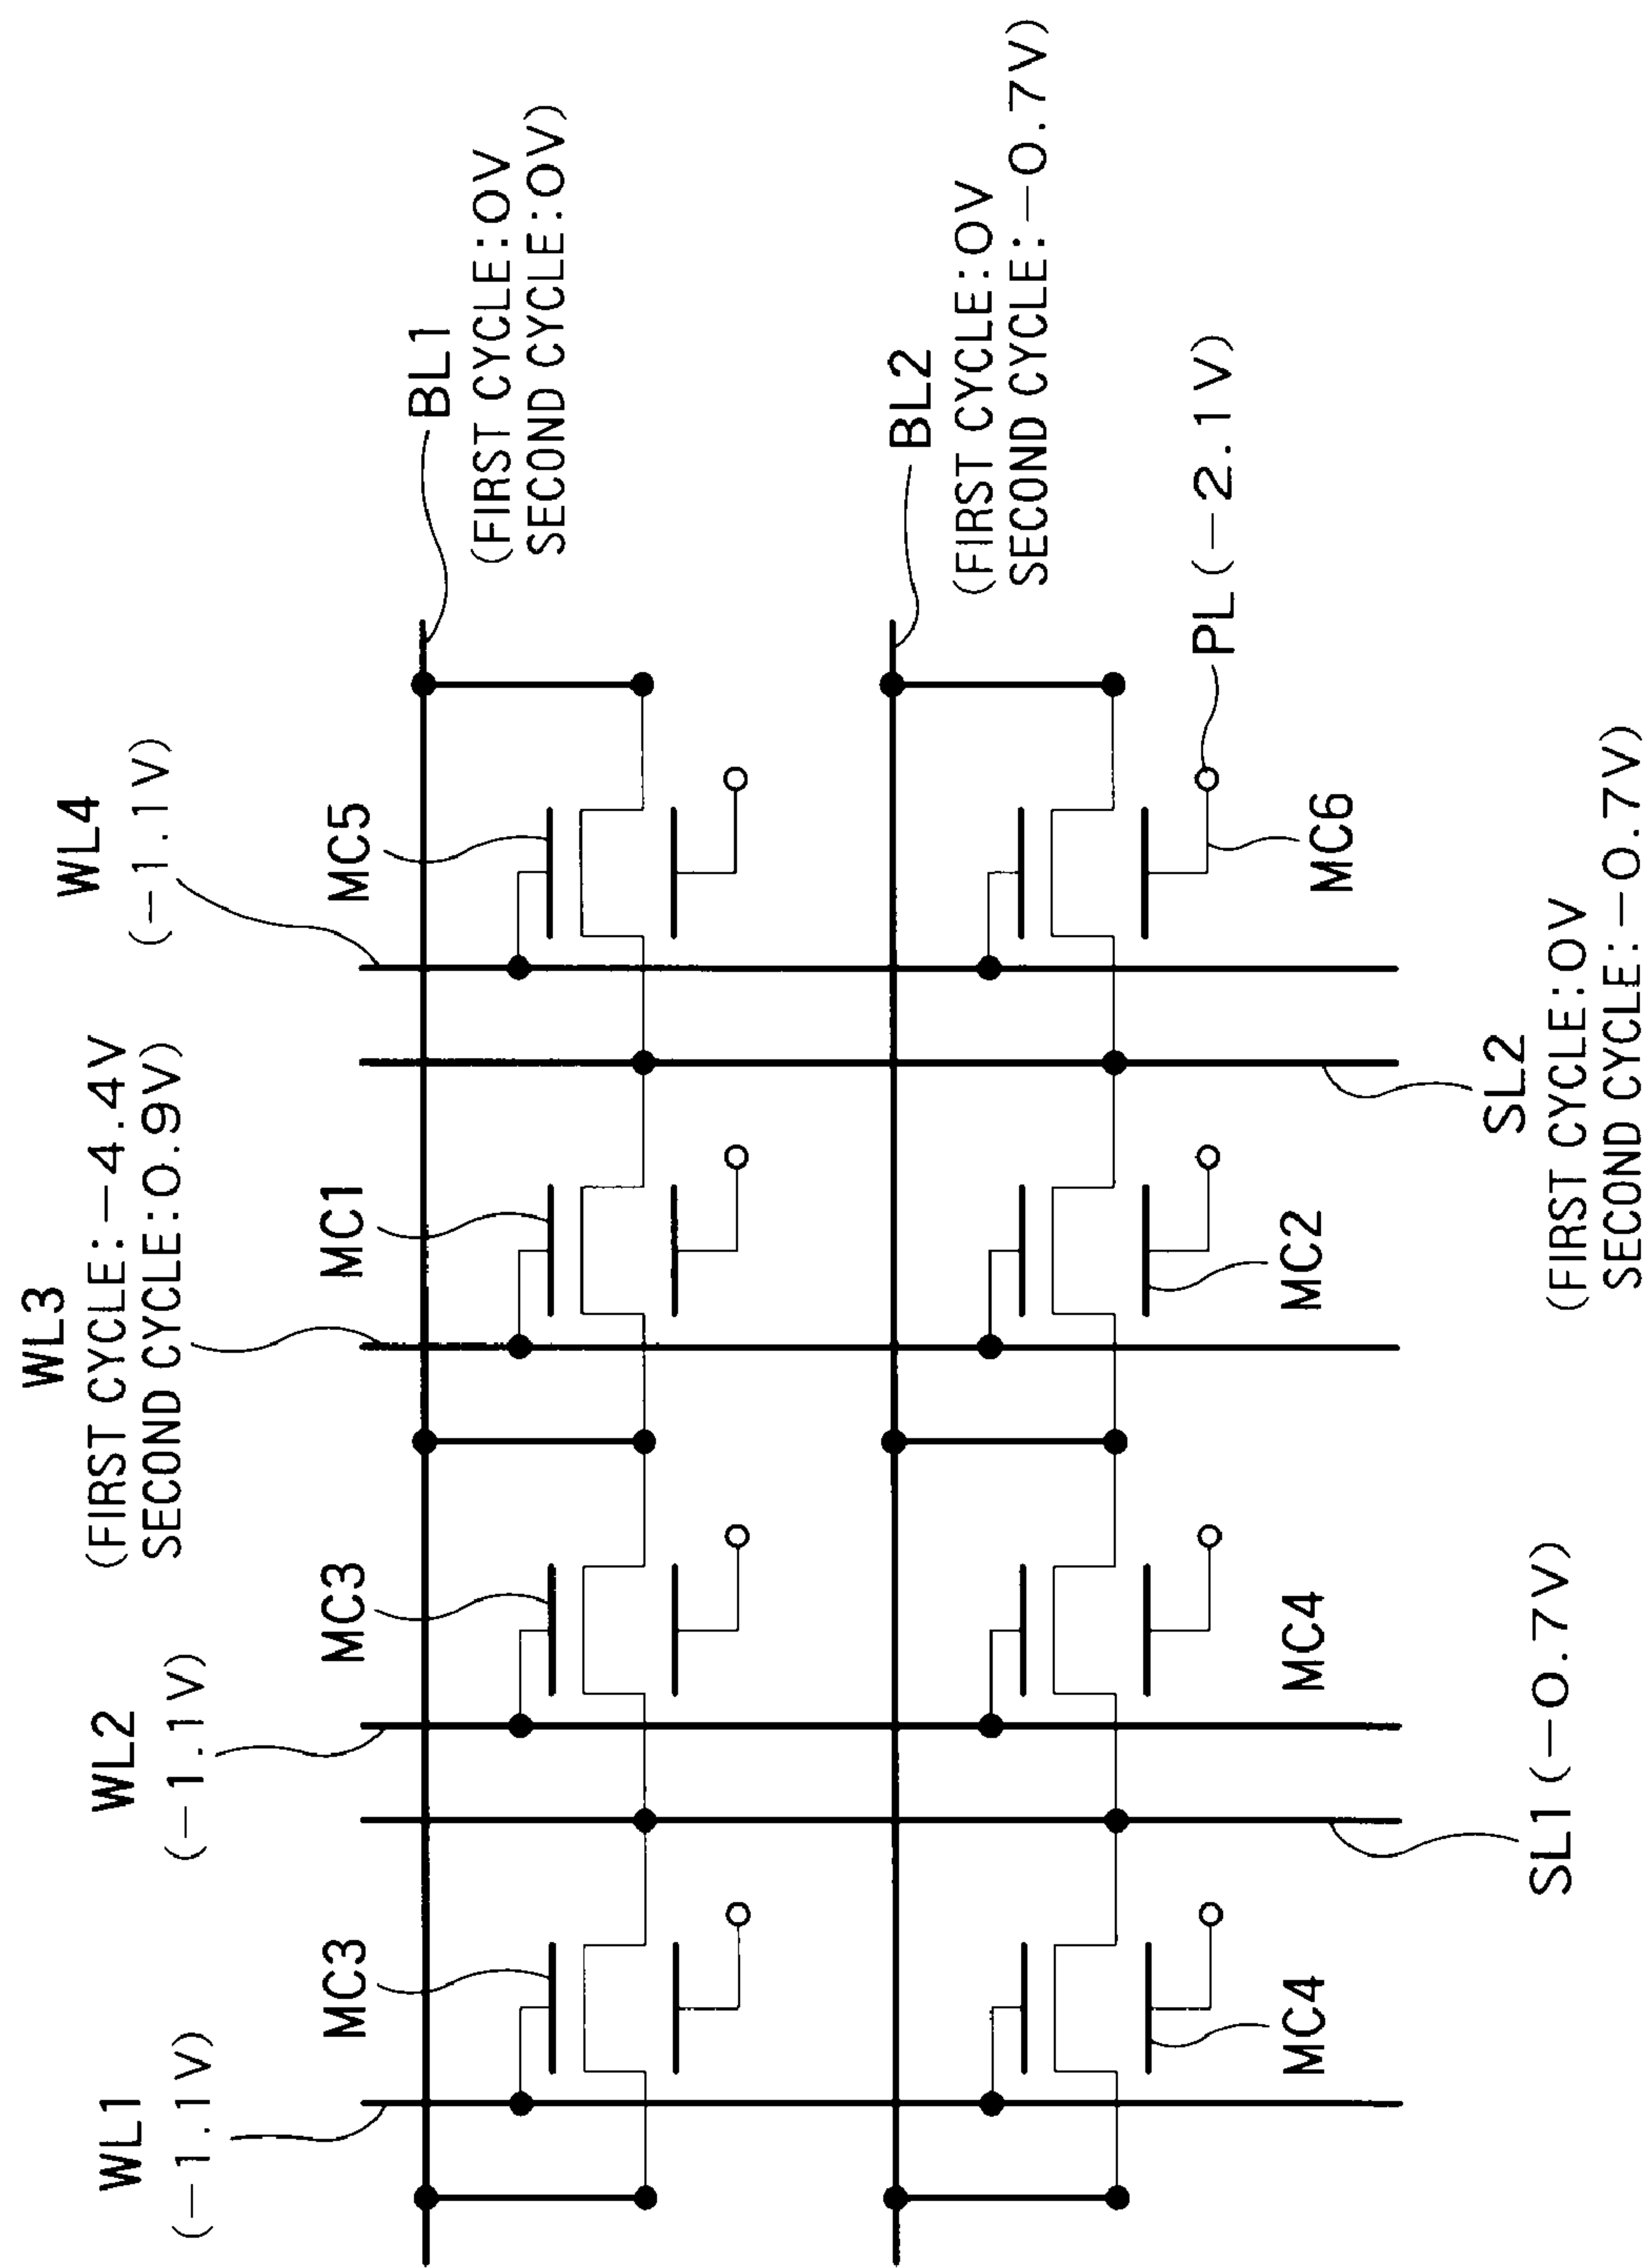 WL1
(-1.1V)
WL2
(-1.1V)
WL3
(FIRST CYCLE:-4.4V
SECOND CYCLE:0.9V)
WL4
(-1.1V)
MC3
MC3
MC1
MC5
BL1
(FIRST CYCLE:0V
SECOND CYCLE:0V)
BL2
(FIRST CYCLE:0V
SECOND CYCLE:-0.7V)
PL(-2.1V)
MC4
MC4
MC2
MC6
SL1(-0.7V)
SL2
(FIRST CYCLE:0V
SECOND CYCLE:-0.7V)